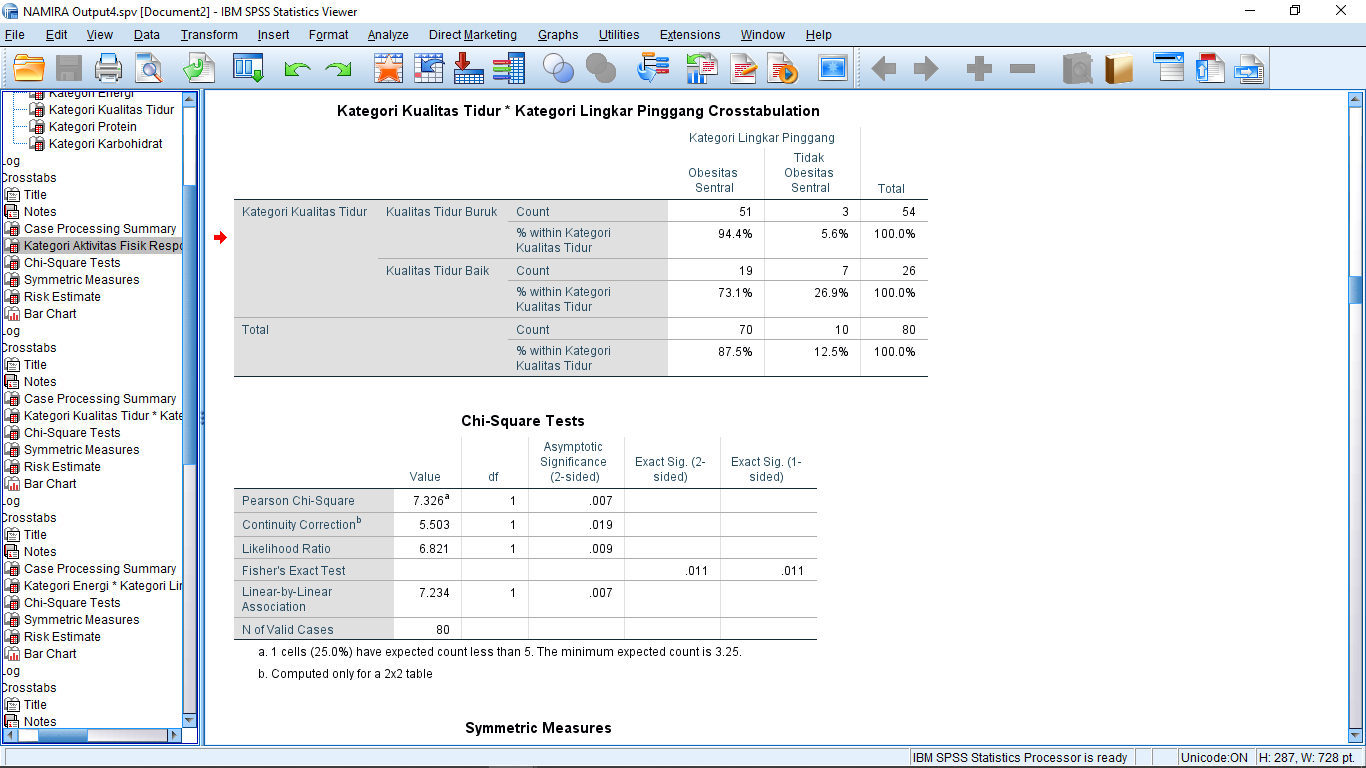 NAMIRA Output4.spv [Document2] - IBM SPSS Statistics Viewer
File Edit View Data Transform Insert Format Analyze Direct Marketing Graphs Utilities Extensions Window Help
Kategori Energi
Kategori Kualitas Tidur
Kategori Protein
Kategori Karbohidrat
Log
Crosstabs
Title
Notes
Case Processing Summary
Kategori Aktivitas Fisik Respo
Chi-Square Tests
Symmetric Measures
Risk Estimate
Bar Chart
Log
Crosstabs
Title
Notes
Case Processing Summary
Kategori Kualitas Tidur * Kate
Chi-Square Tests
Symmetric Measures
Risk Estimate
Bar Chart
Log
Crosstabs
Title
Notes
Case Processing Summary
Kategori Energi * Kategori Lin
Chi-Square Tests
Symmetric Measures
Risk Estimate
Bar Chart
Log
Crosstabs
Title
Notes
Kategori Kualitas Tidur * Kategori Lingkar Pinggang Crosstabulation
Kategori Lingkar Pinggang
Obesitas Sentral Tidak Obesitas Sentral Total
Kategori Kualitas Tidur Kualitas Tidur Buruk Count 51 3 54
% within Kategori Kualitas Tidur 94.4% 5.6% 100.0%
Kualitas Tidur Baik Count 19 7 26
% within Kategori Kualitas Tidur 73.1% 26.9% 100.0%
Total Count 70 10 80
% within Kategori Kualitas Tidur 87.5% 12.5% 100.0%
Chi-Square Tests
Value df Asymptotic Significance (2-sided) Exact Sig. (2-sided) Exact Sig. (1-sided)
Pearson Chi-Square 7.326a 1 .007
Continuity Correctionb 5.503 1 .019
Likelihood Ratio 6.821 1 .009
Fisher's Exact Test .011 .011
Linear-by-Linear Association 7.234 1 .007
N of Valid Cases 80
a. 1 cells (25.0%) have expected count less than 5. The minimum expected count is 3.25.
b. Computed only for a 2x2 table
Symmetric Measures
IBM SPSS Statistics Processor is ready Unicode:ON H: 287, W: 728 pt.